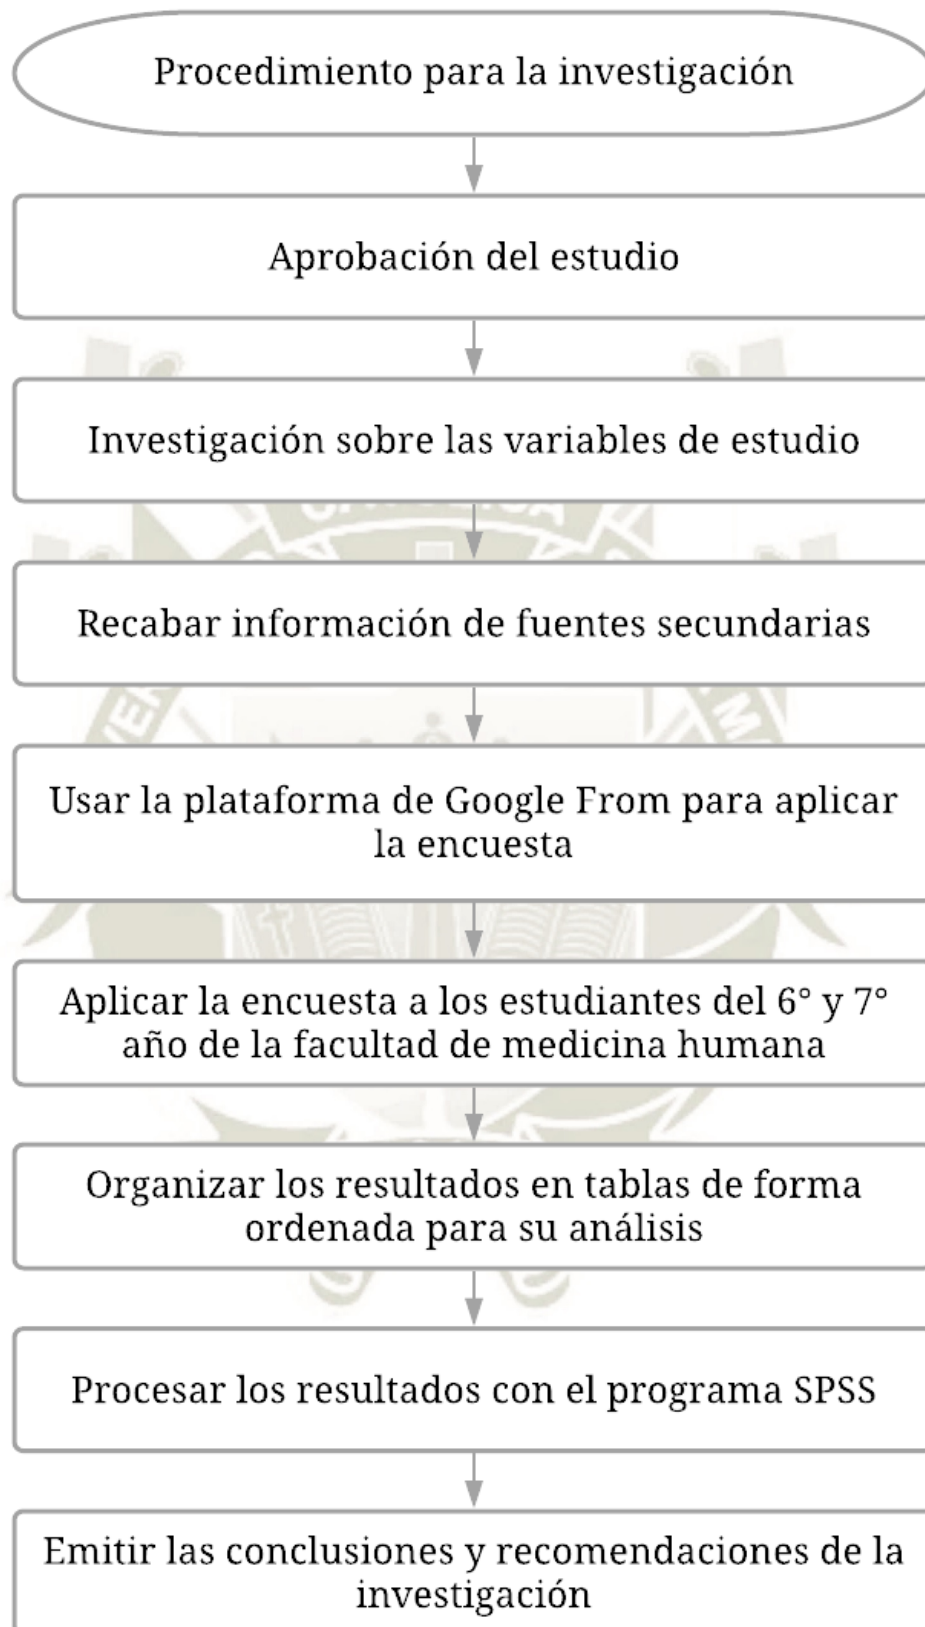 Procedimiento para la investigación
Aprobación del estudio
Investigación sobre las variables de estudio
Recabar información de fuentes secundarias
Usar la plataforma de Google From para aplicar
la encuesta
Aplicar la encuesta a los estudiantes del 6° y 7°
año de la facultad de medicina humana
Organizar los resultados en tablas de forma
ordenada para su análisis
Procesar los resultados con el programa SPSS
Emitir las conclusiones y recomendaciones de la
investigación